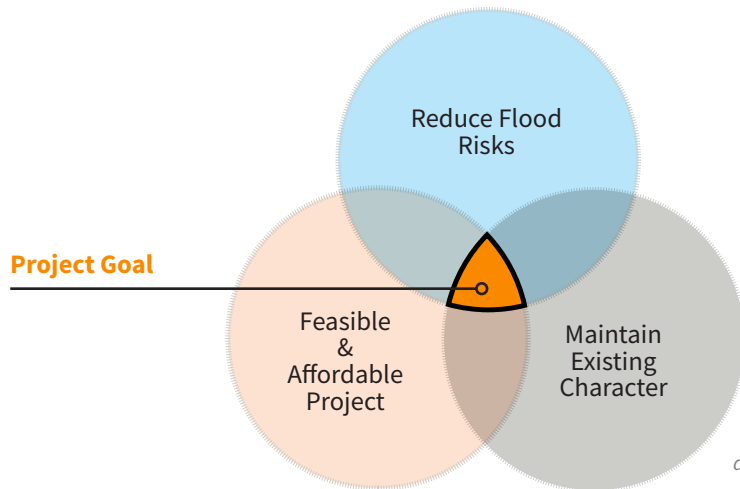 Reduce Flood
Risks
Project Goal
Feasible
&
Affordable
Project
Maintain
Existing
Character